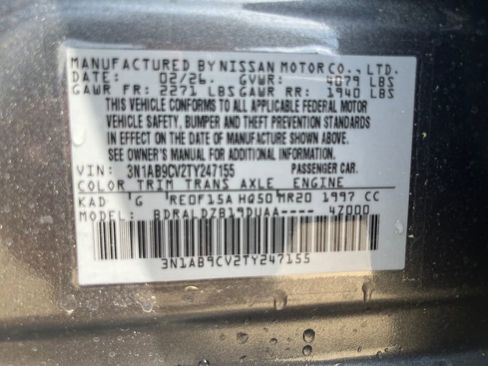 MANUFACTURED BY NISSAN MOTOR CO., LTD.
DATE: 02/26 GVWR: 4079 LBS
GAWR FR: 2271 LBS GAWR RR: 1940 LBS
THIS VEHICLE CONFORMS TO ALL APPLICABLE FEDERAL MOTOR
VEHICLE SAFETY, BUMPER, AND THEFT PREVENTION STANDARDS
IN EFFECT ON THE DATE OF MANUFACTURE SHOWN ABOVE.
SEE OWNER'S MANUAL FOR ADDITIONAL INFORMATION.
VIN: 3N1AB9CV2TY247155 PASSENGER CAR.
COLOR TRIM TRANS AXLE ENGINE
KAD G RE0F15A HQ50 MR20 1997 CC
MODEL: BDRALDZB19DUAA---- 4Z000
3N1AB9CV2TY247155